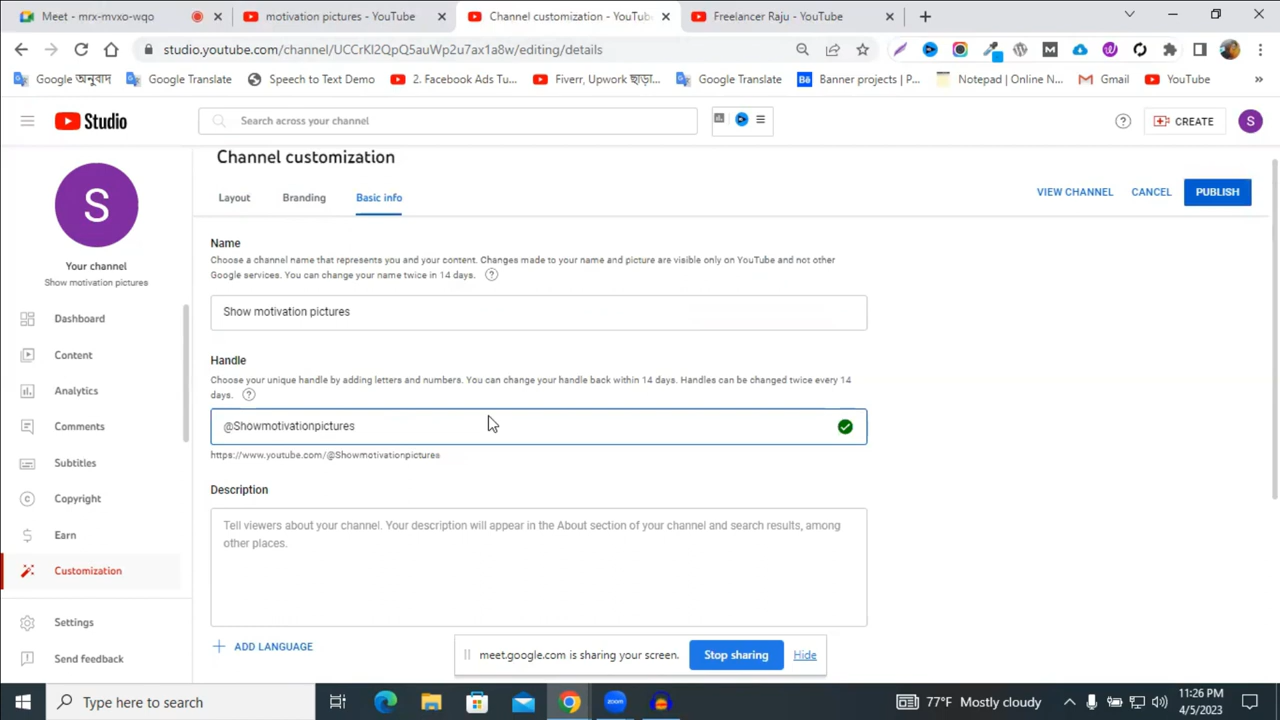 Meet - mrx-mvxo-wqo
motivation pictures - YouTube
Channel customization - YouTub
Freelancer Raju - YouTube
studio.youtube.com/channel/UCCrKl2QpQ5auWp2u7ax1a8w/editing/details
Google অনুবাদ
Google Translate
Speech to Text Demo
2. Facebook Ads Tu...
Fiverr, Upwork ছাড়া...
Google Translate
Bē Banner projects | P...
Notepad | Online N...
Gmail
YouTube
»
Studio
Search across your channel
CREATE
S
Channel customization
Layout
Branding
Basic info
VIEW CHANNEL
CANCEL
PUBLISH
S
Your channel
Show motivation pictures
Dashboard
Content
Analytics
Comments
Subtitles
Copyright
Earn
Customization
Settings
Send feedback
Name
Choose a channel name that represents you and your content. Changes made to your name and picture are visible only on YouTube and not other
Google services. You can change your name twice in 14 days.
Show motivation pictures
Handle
Choose your unique handle by adding letters and numbers. You can change your handle back within 14 days. Handles can be changed twice every 14
days.
@Showmotivationpictures
https://www.youtube.com/@Showmotivationpictures
Description
Tell viewers about your channel. Your description will appear in the About section of your channel and search results, among
other places.
ADD LANGUAGE
meet.google.com is sharing your screen.
Stop sharing
Hide
Type here to search
zoom
77°F Mostly cloudy
11:26 PM
4/5/2023